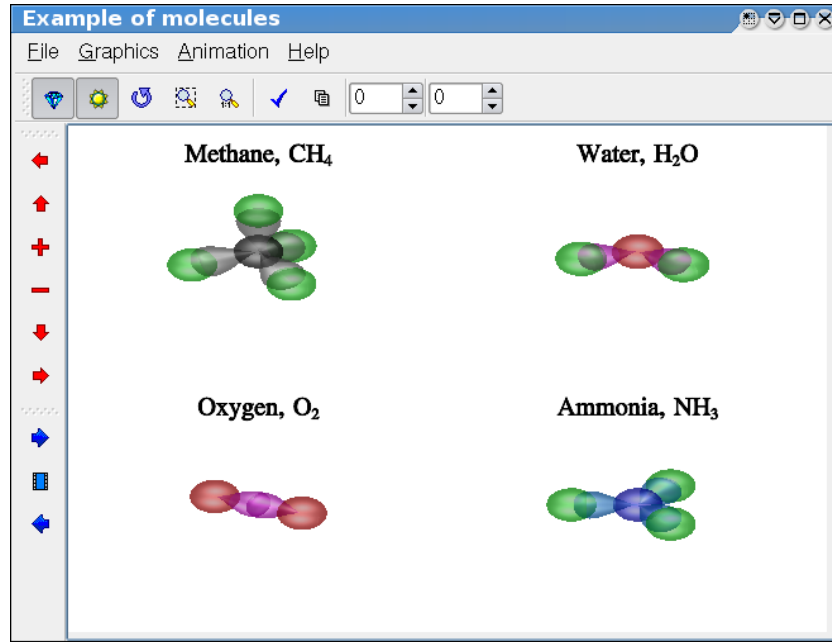 Example of molecules
File Graphics Animation Help
0 0
Methane, CH₄ Water, H₂O
Oxygen, O₂ Ammonia, NH₃